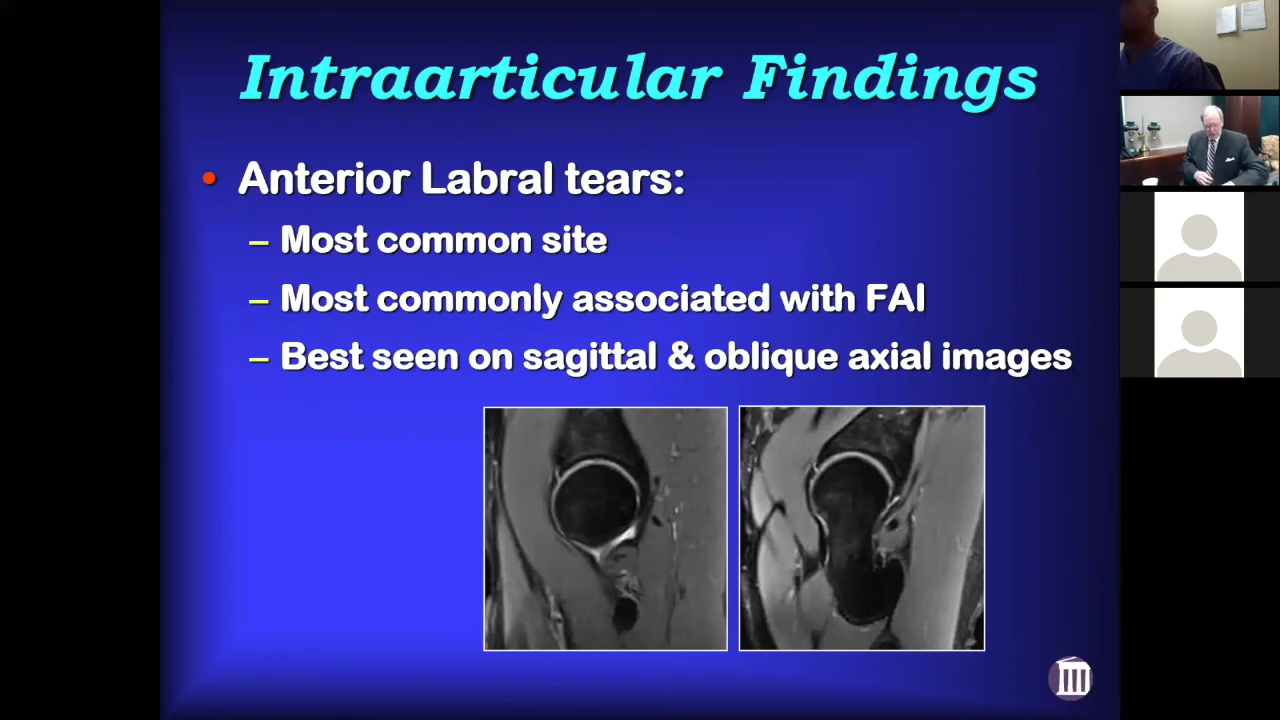 Intraarticular Findings
• Anterior Labral tears:
– Most common site
– Most commonly associated with FAI
– Best seen on sagittal & oblique axial images